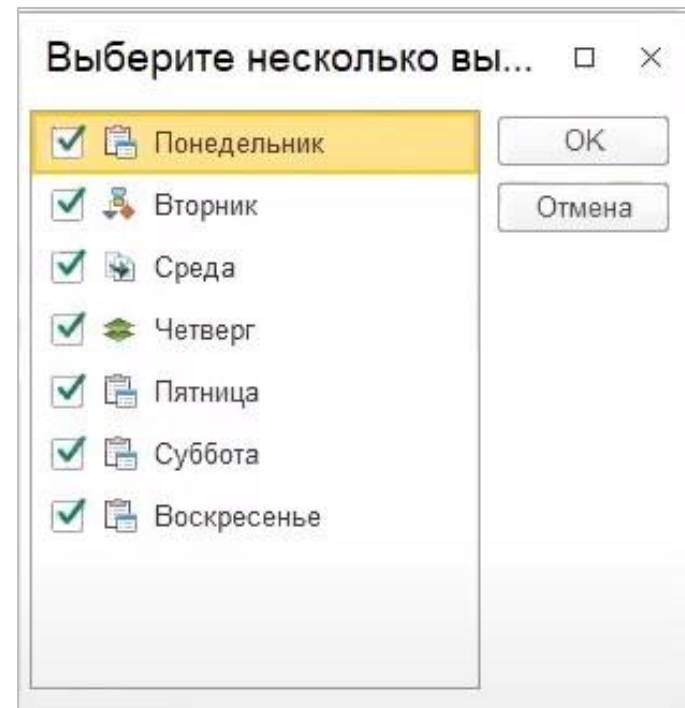 Выберите несколько вы...
Понедельник
Вторник
Среда
Четверг
Пятница
Суббота
Воскресенье
OK
Отмена